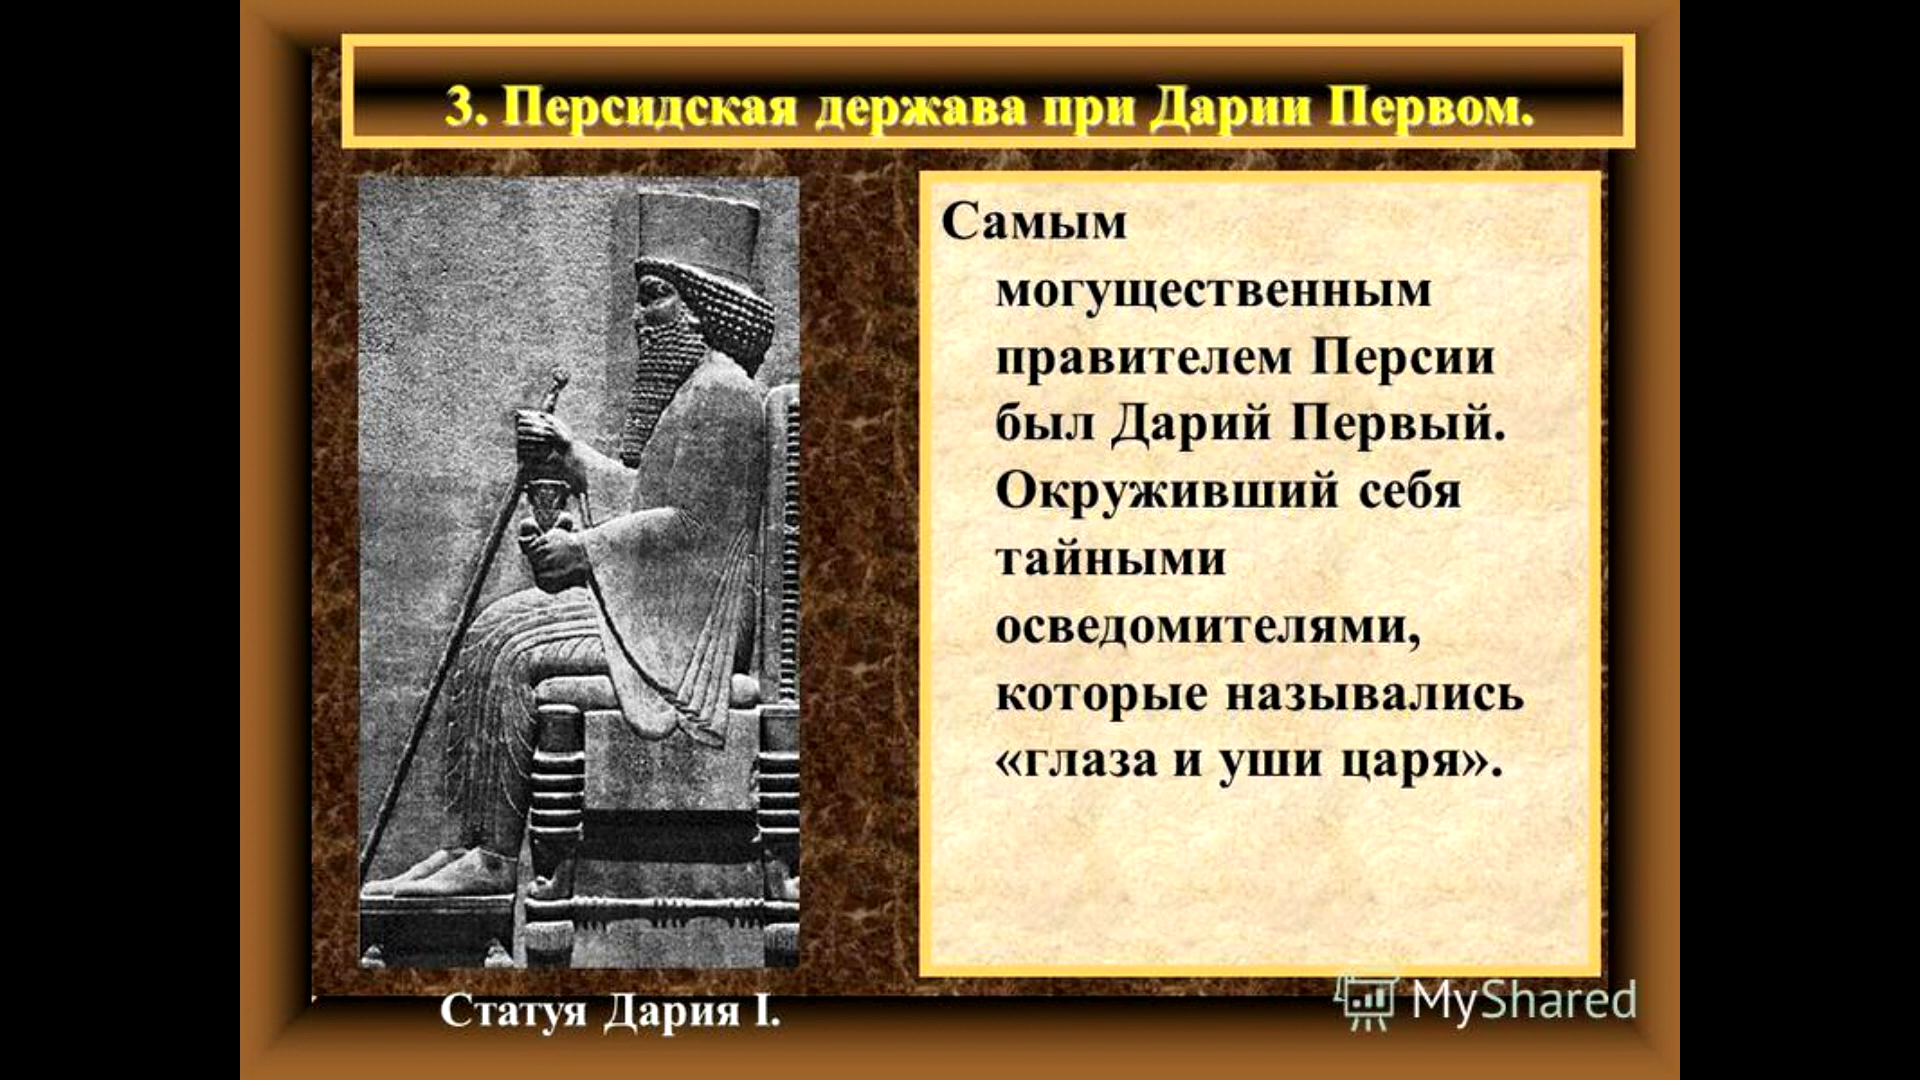 3. Персидская держава при Дарии Первом.
Самым
могущественным
правителем Персии
был Дарий Первый.
Окруживший себя
тайными
осведомителями,
которые назывались
«глаза и уши царя».
Статуя Дария I.
MyShared